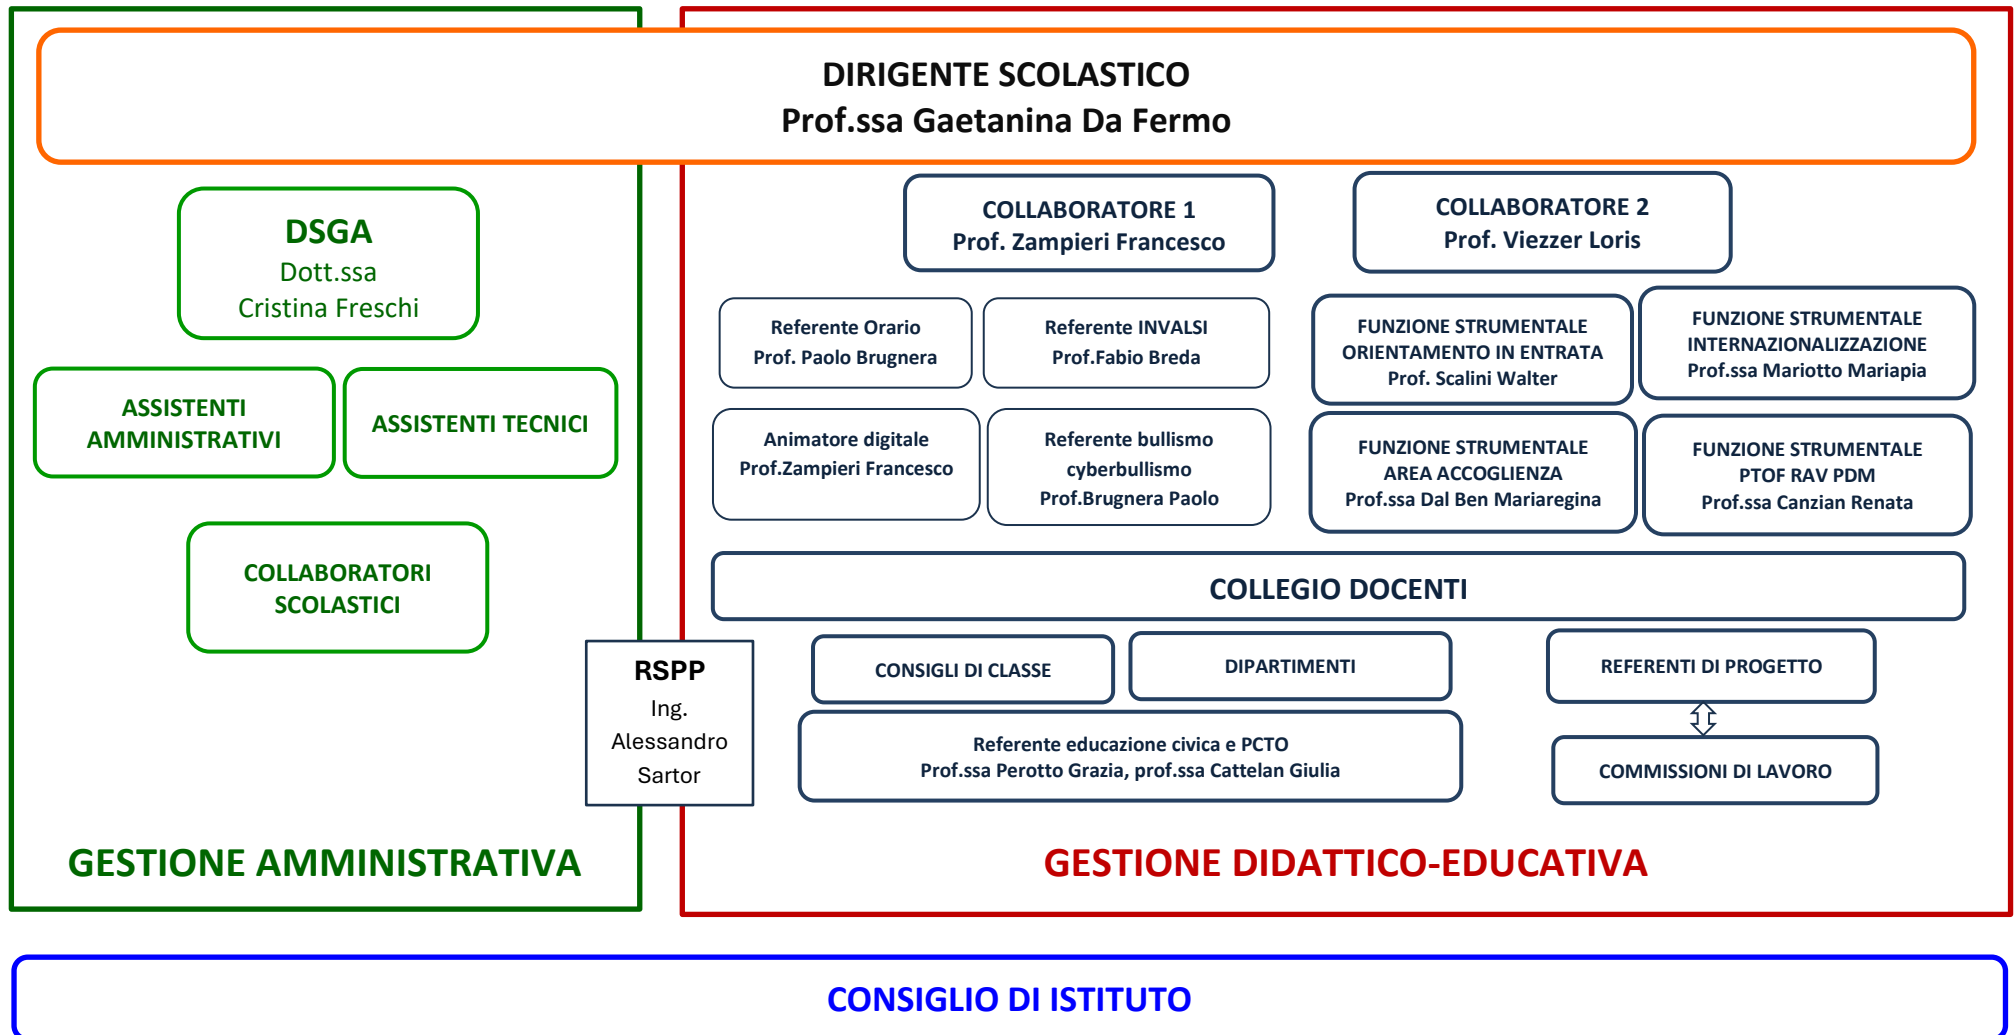 DIRIGENTE SCOLASTICO
Prof.ssa Gaetanina Da Fermo
DSGA
Dott.ssa
Cristina Freschi
ASSISTENTI
AMMINISTRATIVI
ASSISTENTI TECNICI
COLLABORATORI
SCOLASTICI
GESTIONE AMMINISTRATIVA
RSPP
Ing.
Alessandro
Sartor
COLLABORATORE 1
Prof. Zampieri Francesco
COLLABORATORE 2
Prof. Viezzer Loris
Referente Orario
Prof. Paolo Brugnera
Referente INVALSI
Prof.Fabio Breda
FUNZIONE STRUMENTALE
ORIENTAMENTO IN ENTRATA
Prof. Scalini Walter
FUNZIONE STRUMENTALE
INTERNAZIONALIZZAZIONE
Prof.ssa Mariotto Mariapia
Animatore digitale
Prof.Zampieri Francesco
Referente bullismo
cyberbullismo
Prof.Brugnera Paolo
FUNZIONE STRUMENTALE
AREA ACCOGLIENZA
Prof.ssa Dal Ben Mariaregina
FUNZIONE STRUMENTALE
PTOF RAV PDM
Prof.ssa Canzian Renata
COLLEGIO DOCENTI
CONSIGLI DI CLASSE
DIPARTIMENTI
REFERENTI DI PROGETTO
Referente educazione civica e PCTO
Prof.ssa Perotto Grazia, prof.ssa Cattelan Giulia
COMMISSIONI DI LAVORO
GESTIONE DIDATTICO-EDUCATIVA
CONSIGLIO DI ISTITUTO